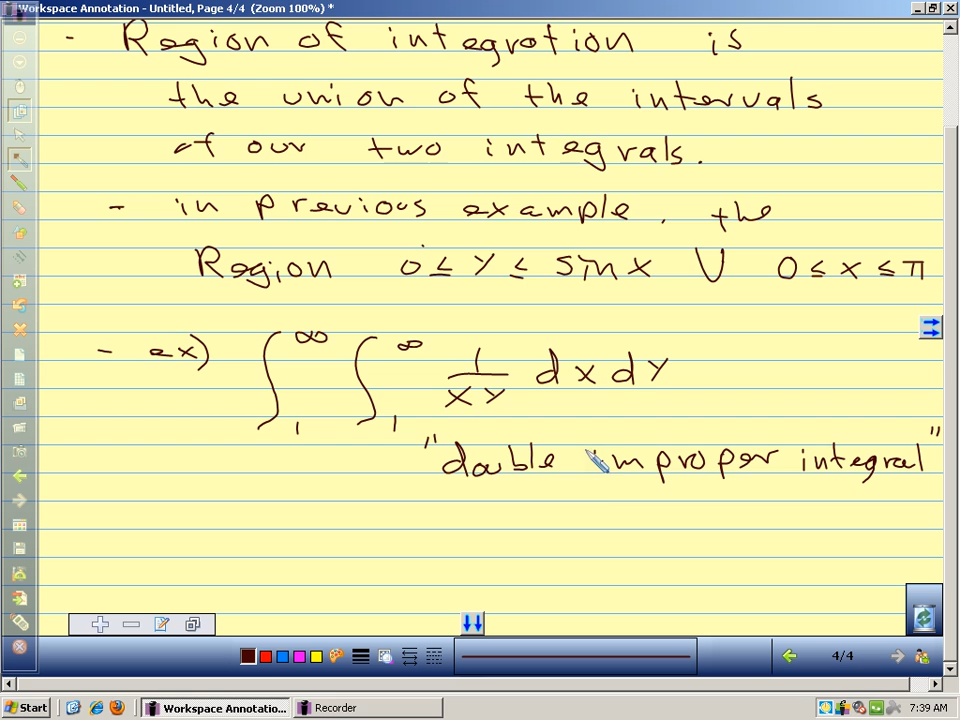 Workspace Annotation - Untitled, Page 4/4 (Zoom 100%) *
- Region of integration is
the union of the intervals
of our two integrals.
- in previous example, the
Region 0 ≤ y ≤ sin x ∪ 0 ≤ x ≤ π
- ex) ∫₁^∞ ∫₁^∞ 1/xy dx dy
"double improper integral"
4/4
Start Workspace Annotatio... Recorder 7:39 AM